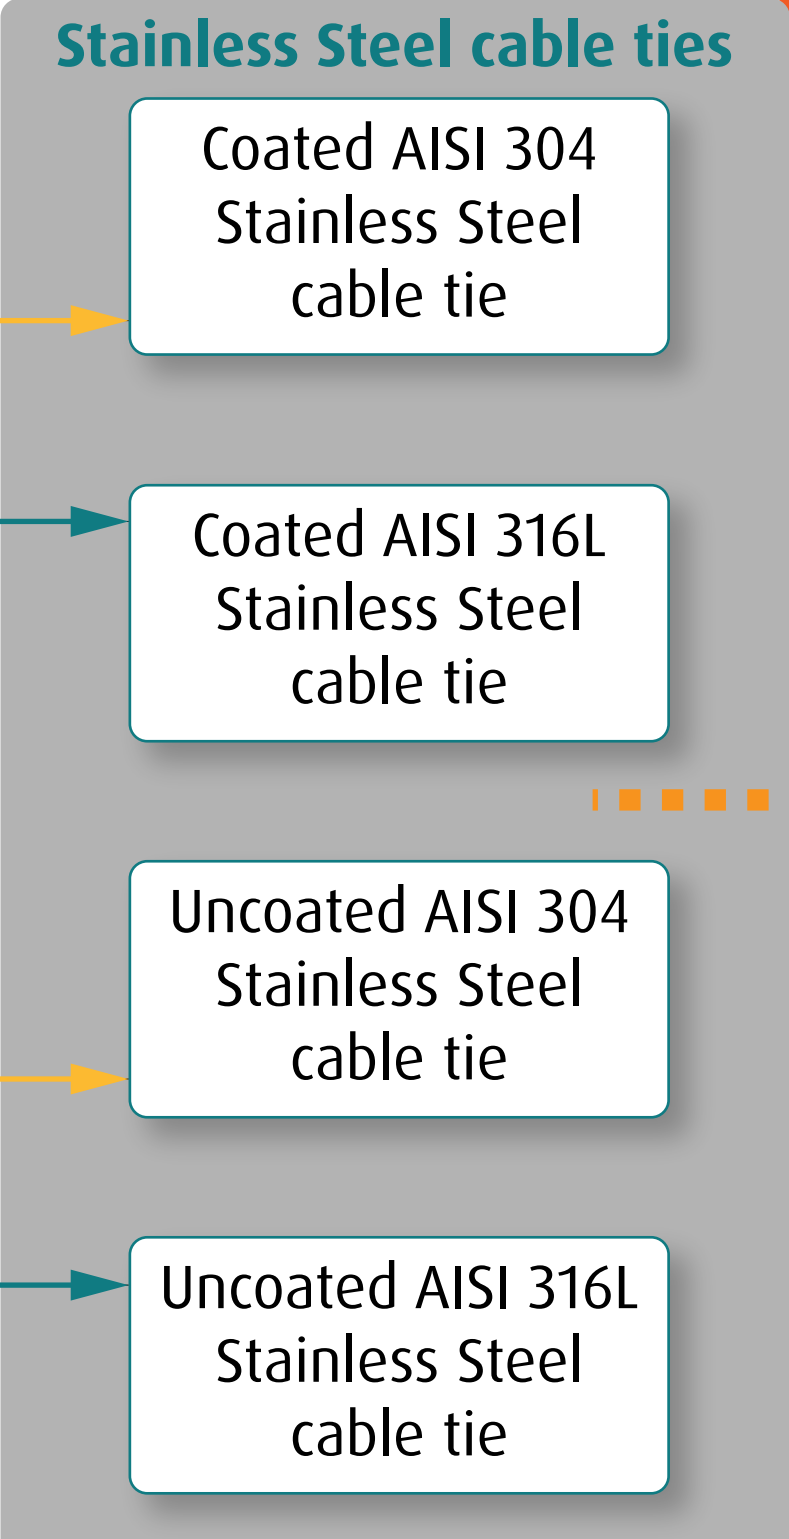 Stainless Steel cable ties
Coated AISI 304
Stainless Steel
cable tie
Coated AISI 316L
Stainless Steel
cable tie
Uncoated AISI 304
Stainless Steel
cable tie
Uncoated AISI 316L
Stainless Steel
cable tie